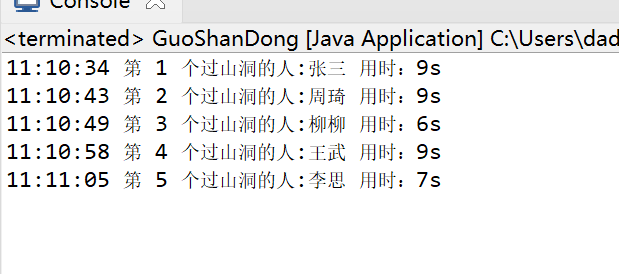 Console
<terminated> GuoShanDong [Java Application] C:\Users\dad
11:10:34 第 1 个过山洞的人:张三 用时：9s
11:10:43 第 2 个过山洞的人:周琦 用时：9s
11:10:49 第 3 个过山洞的人:柳柳 用时：6s
11:10:58 第 4 个过山洞的人:王武 用时：9s
11:11:05 第 5 个过山洞的人:李思 用时：7s